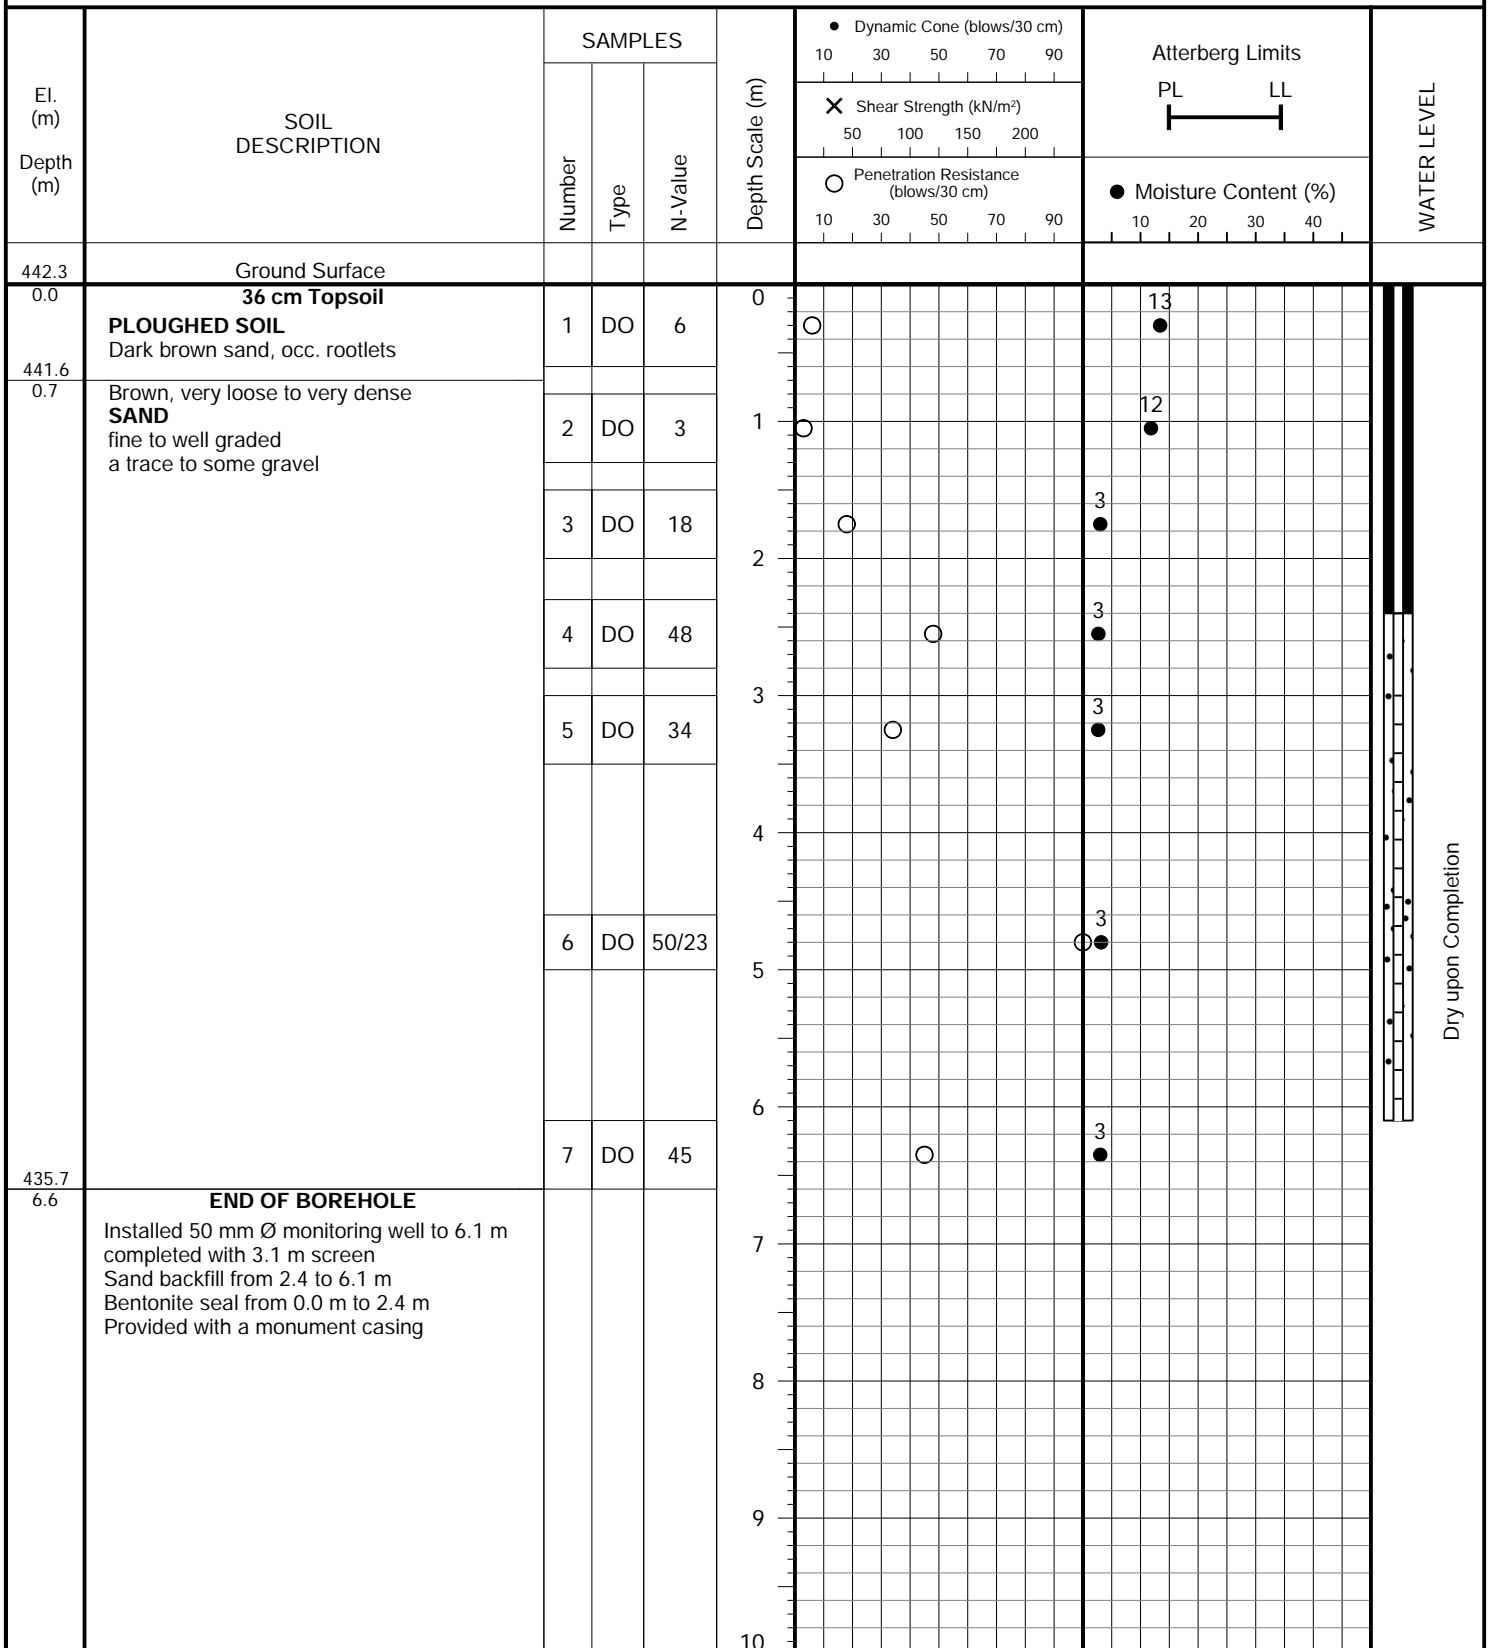 El.
(m)
Depth
(m)
SOIL
DESCRIPTION
SAMPLES
Number
Type
N-Value
Depth Scale (m)
Dynamic Cone (blows/30 cm)
10 30 50 70 90
Shear Strength (kN/m²)
50 100 150 200
Penetration Resistance
(blows/30 cm)
10 30 50 70 90
Atterberg Limits
PL LL
Moisture Content (%)
10 20 30 40
WATER LEVEL
442.3 Ground Surface
0.0 36 cm Topsoil 0
13
PLOUGHED SOIL
1 DO 6
Dark brown sand, occ. rootlets
441.6
0.7 Brown, very loose to very dense
12
SAND
2 DO 3 1
fine to well graded
a trace to some gravel
3
3 DO 18
2
3
4 DO 48
3
3
5 DO 34
4
3
6 DO 50/23
5
Dry upon Completion
6
3
7 DO 45
435.7
6.6 END OF BOREHOLE
Installed 50 mm Ø monitoring well to 6.1 m
completed with 3.1 m screen
7
Sand backfill from 2.4 to 6.1 m
Bentonite seal from 0.0 m to 2.4 m
Provided with a monument casing
8
9
10